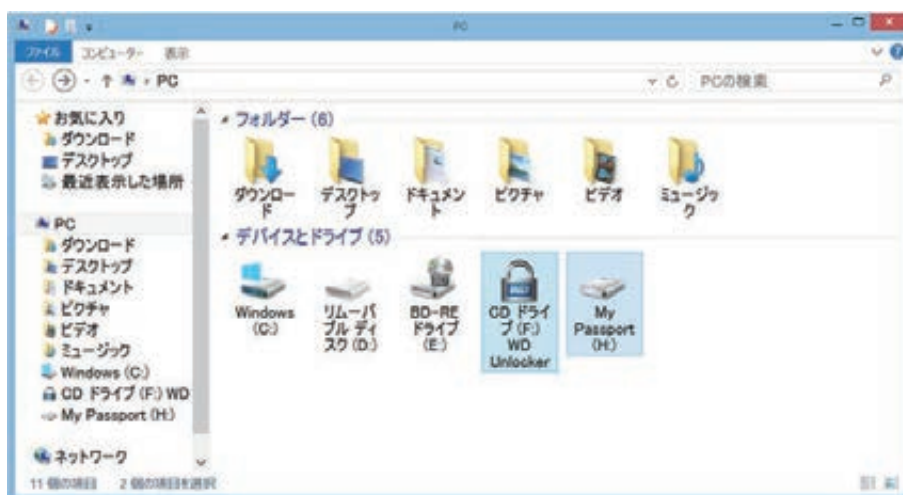 PC
ファイル コンピューター 表示
PC
PCの検索
お気に入り
ダウンロード
デスクトップ
最近表示した場所
PC
ダウンロード
デスクトップ
ドキュメント
ピクチャ
ビデオ
ミュージック
Windows (C:)
CD ドライブ (F:) WD
My Passport (H:)
ネットワーク
フォルダー (6)
ダウンロー
ド
デスクトッ
プ
ドキュメン
ト
ピクチャ
ビデオ
ミュージッ
ク
デバイスとドライブ (5)
Windows
(C:)
リムーバ
ブル ディ
スク (D:)
BD-RE
ドライブ
(E:)
CD ドライ
ブ (F:)
WD
Unlocker
My
Passport
(H:)
11 個の項目 2 個の項目を選択